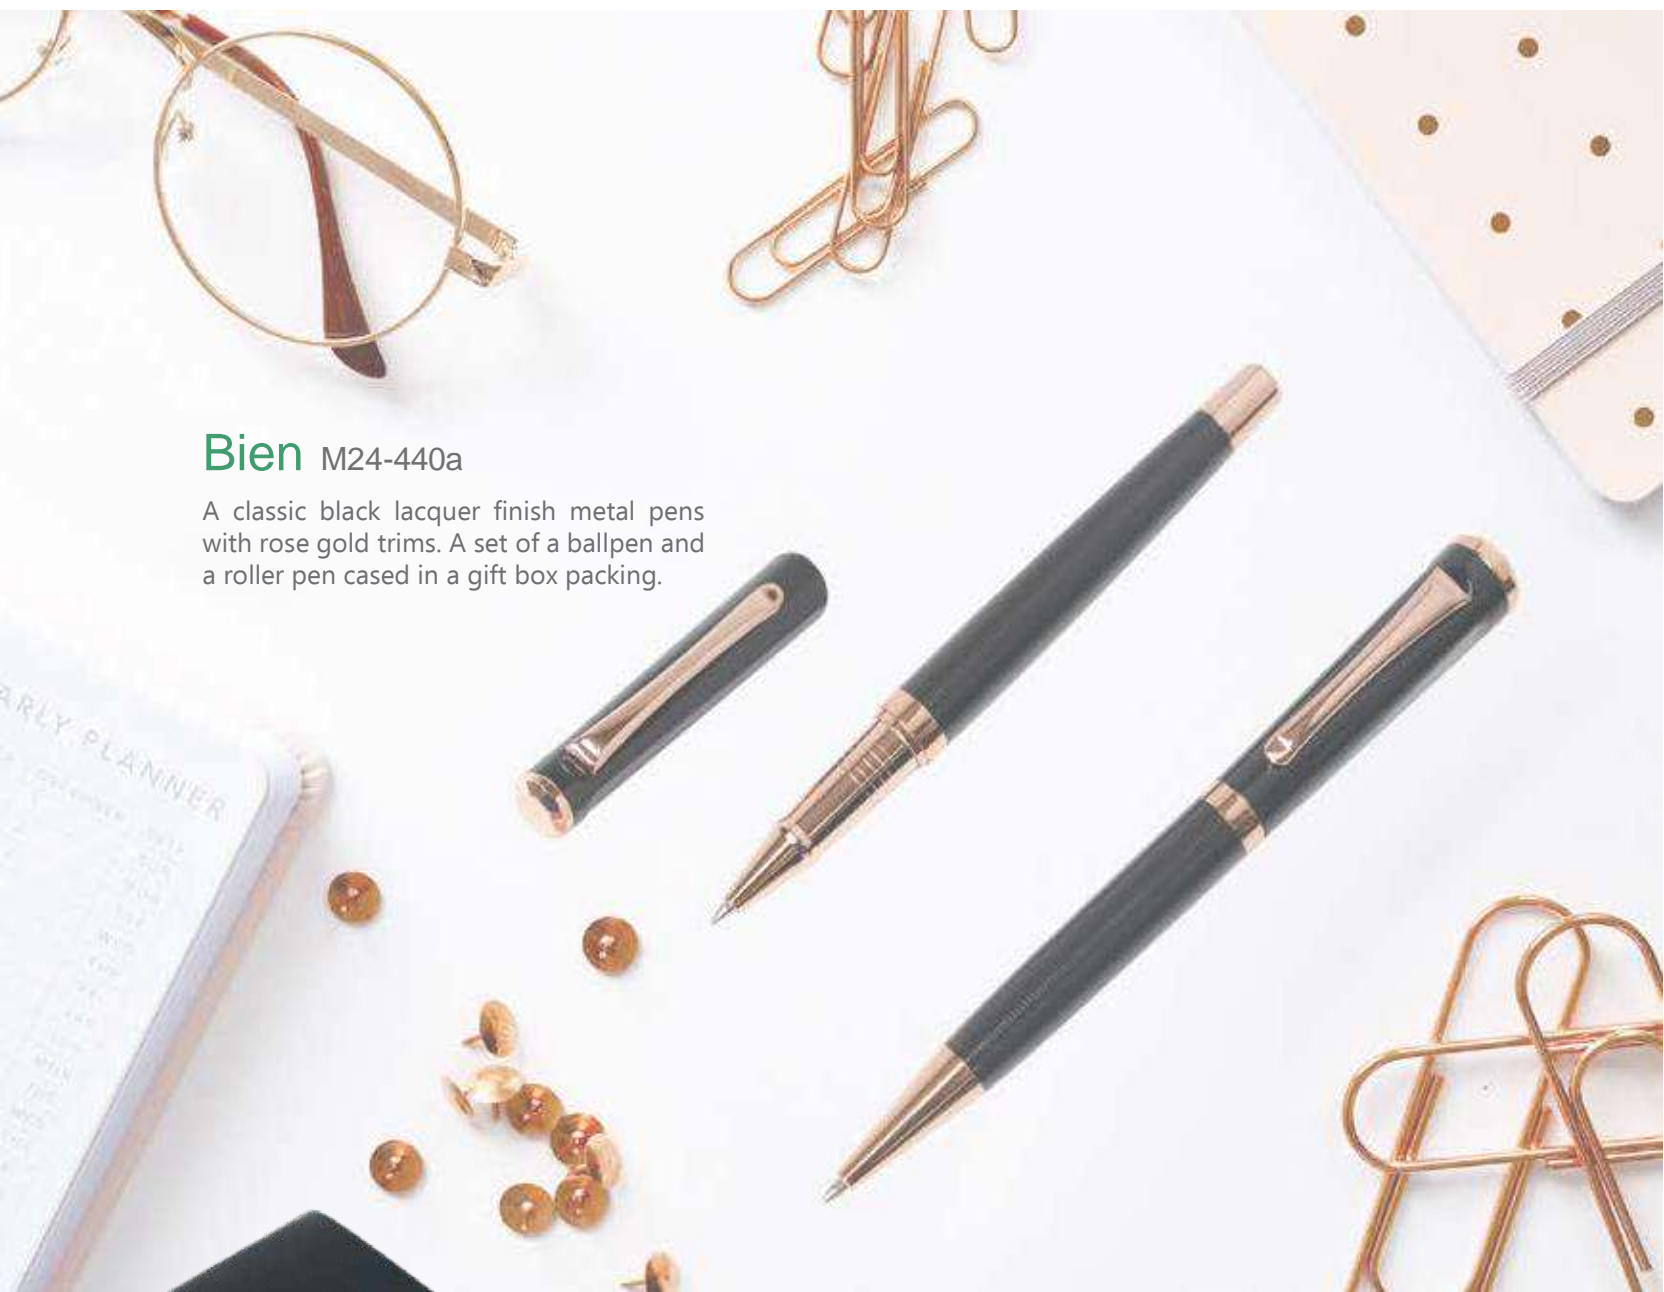 Bien M24-440a
A classic black lacquer finish metal pens
with rose gold trims. A set of a ballpen and
a roller pen cased in a gift box packing.
ARLY PLANNER